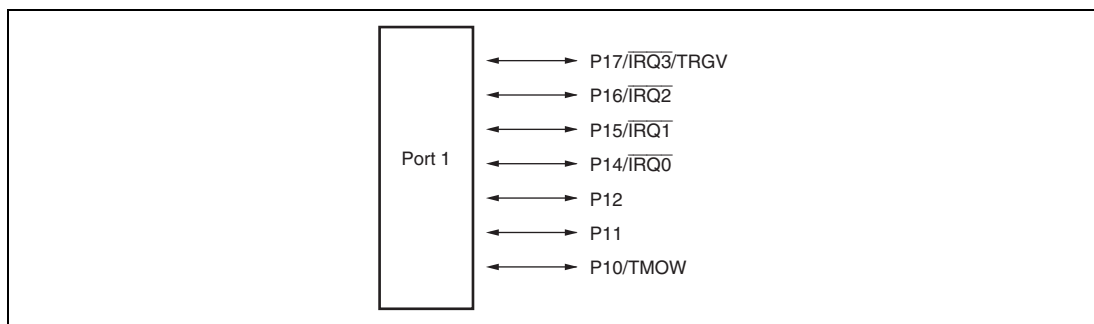 P17/IRQ3/TRGV
P16/IRQ2
P15/IRQ1
Port 1
P14/IRQ0
P12
P11
P10/TMOW